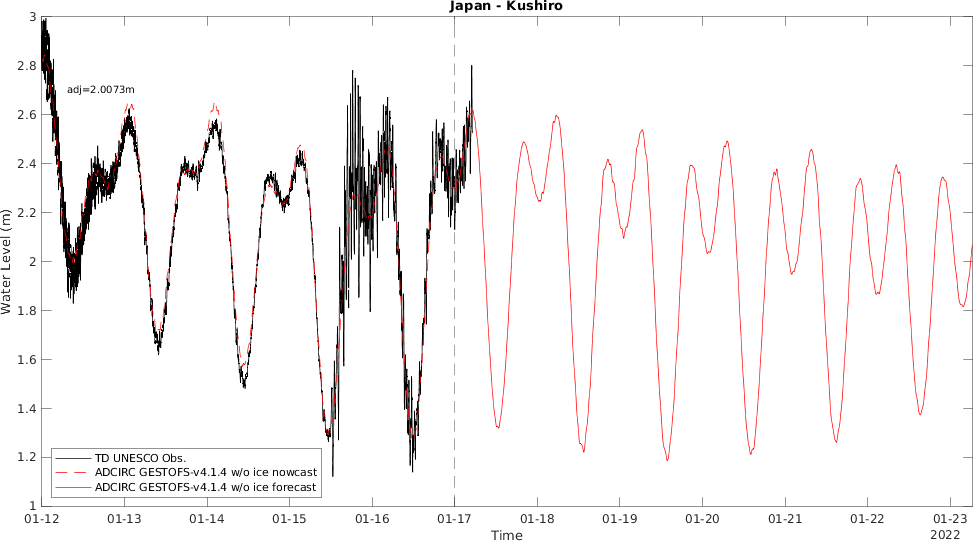 Japan - Kushiro
3
2.8
2.6
2.4
2.2
2
1.8
1.6
1.4
1.2
1
Water Level (m)
adj=2.0073m
TD UNESCO Obs.
ADCIRC GESTOFS-v4.1.4 w/o ice nowcast
ADCIRC GESTOFS-v4.1.4 w/o ice forecast
01-12 01-13 01-14 01-15 01-16 01-17 01-18 01-19 01-20 01-21 01-22 01-23
Time
2022